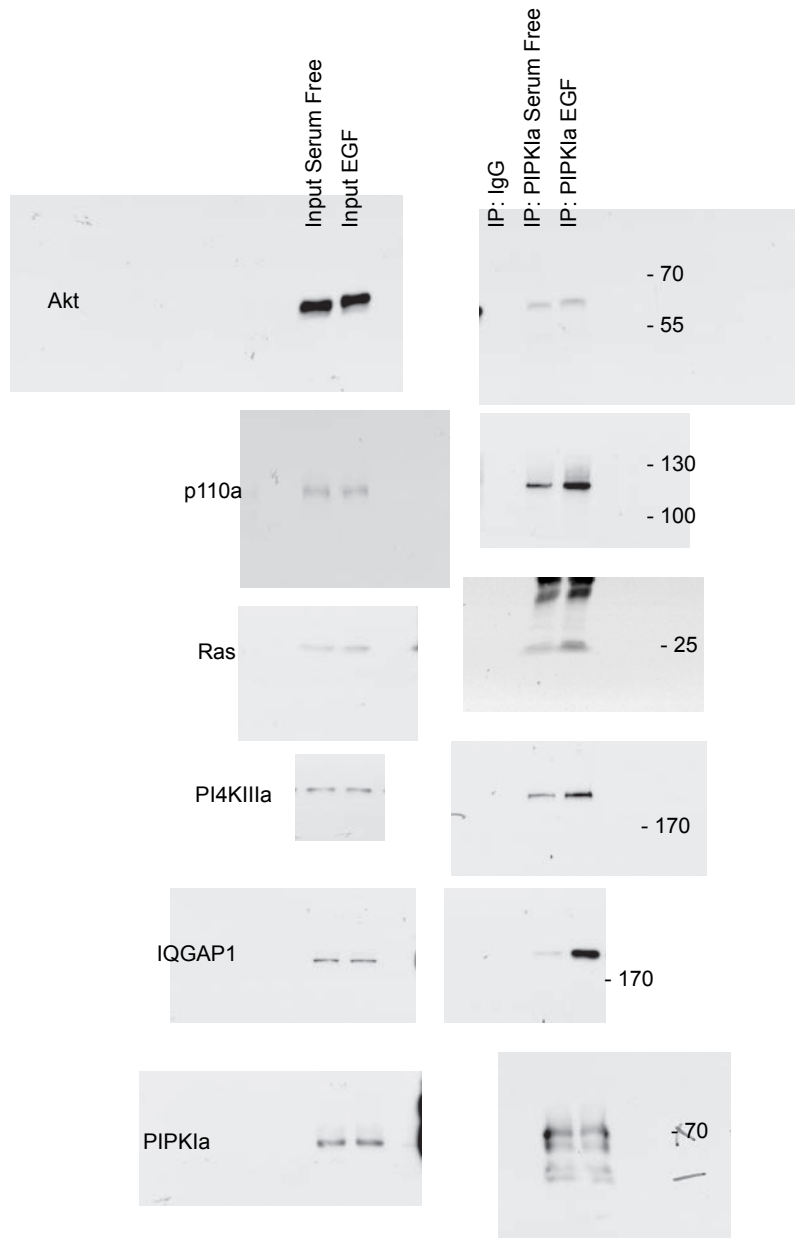 Input Serum Free
Input EGF
IP: IgG
IP: PIPKIa Serum Free
IP: PIPKIa EGF
Akt
- 70
- 55
p110a
- 130
- 100
Ras
- 25
PI4KIIIa
- 170
IQGAP1
- 170
PIPKIa
- 70